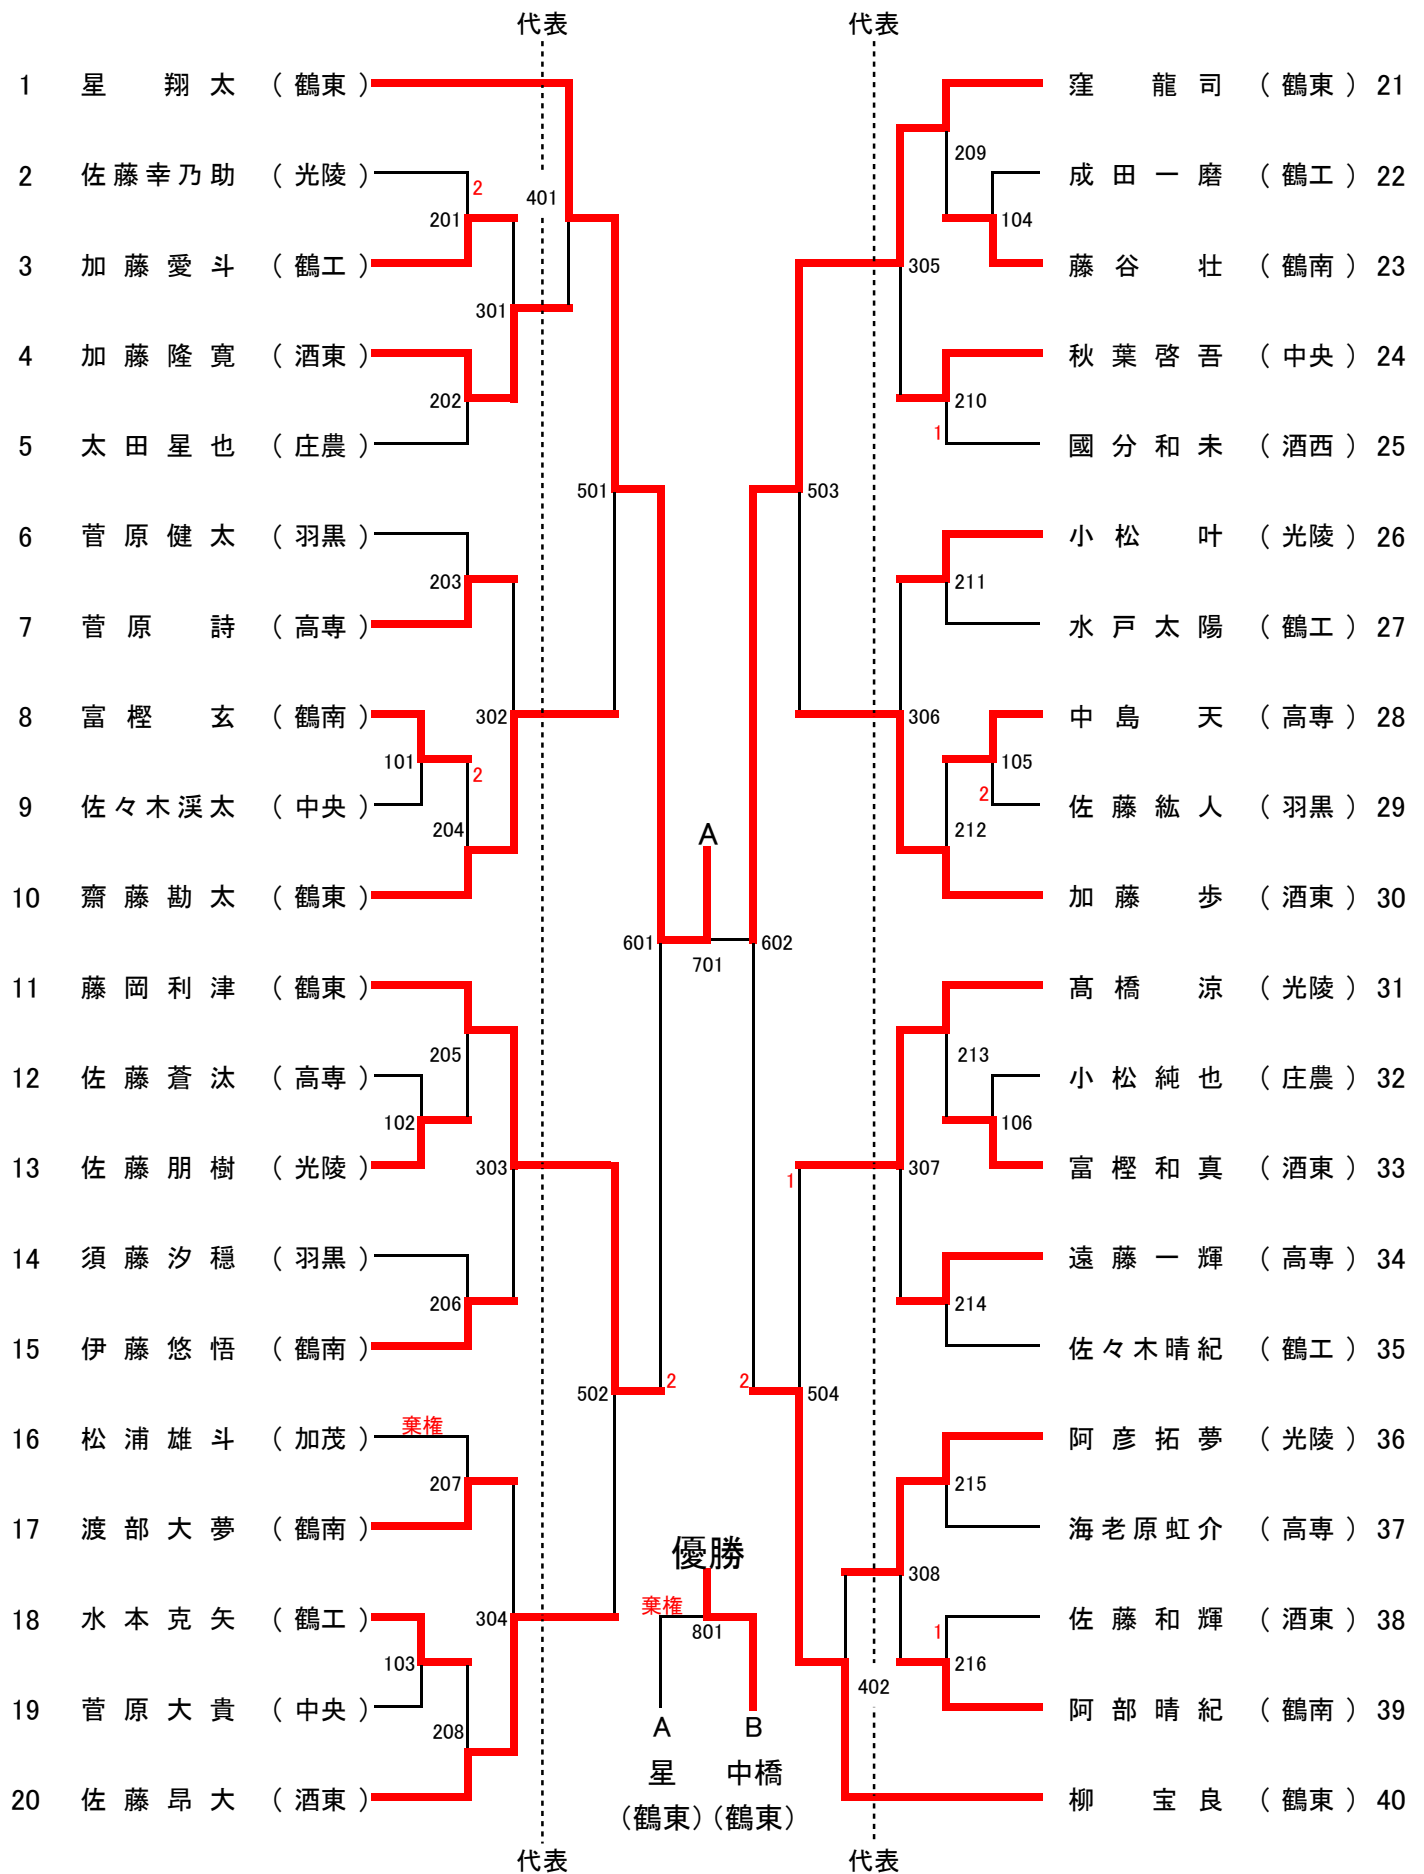 代表 代表
1 星 翔太 （鶴東）
2 佐藤幸乃助 （光陵）
2
201
401
3 加藤愛斗 （鶴工）
301
4 加藤隆寛 （酒東）
202
5 太田星也 （庄農）
501
6 菅原健太 （羽黒）
203
7 菅原 詩 （高専）
8 富樫 玄 （鶴南）
302
101
2
9 佐々木渓太 （中央）
204
10 齋藤勘太 （鶴東）
601
11 藤岡利津 （鶴東）
205
12 佐藤蒼汰 （高専）
102
13 佐藤朋樹 （光陵）
303
14 須藤汐穏 （羽黒）
206
15 伊藤悠悟 （鶴南）
502
2
16 松浦雄斗 （加茂）
棄権
207
17 渡部大夢 （鶴南）
18 水本克矢 （鶴工）
304
103
19 菅原大貴 （中央）
208
20 佐藤昂大 （酒東）
A
701
優勝
棄権
801
A B
星 中橋
（鶴東）（鶴東）
窪 龍司 （鶴東） 21
209
成田一磨 （鶴工） 22
104
藤谷 壮 （鶴南） 23
305
秋葉啓吾 （中央） 24
210
1
國分和未 （酒西） 25
503
小松 叶 （光陵） 26
211
水戸太陽 （鶴工） 27
中島 天 （高専） 28
306
105
2
佐藤紘人 （羽黒） 29
212
加藤 歩 （酒東） 30
602
髙橋 涼 （光陵） 31
213
小松純也 （庄農） 32
106
富樫和真 （酒東） 33
307
1
遠藤一輝 （高専） 34
214
佐々木晴紀 （鶴工） 35
2
504
阿彦拓夢 （光陵） 36
215
海老原虹介 （高専） 37
308
佐藤和輝 （酒東） 38
1
216
402
阿部晴紀 （鶴南） 39
柳 宝良 （鶴東） 40
代表 代表